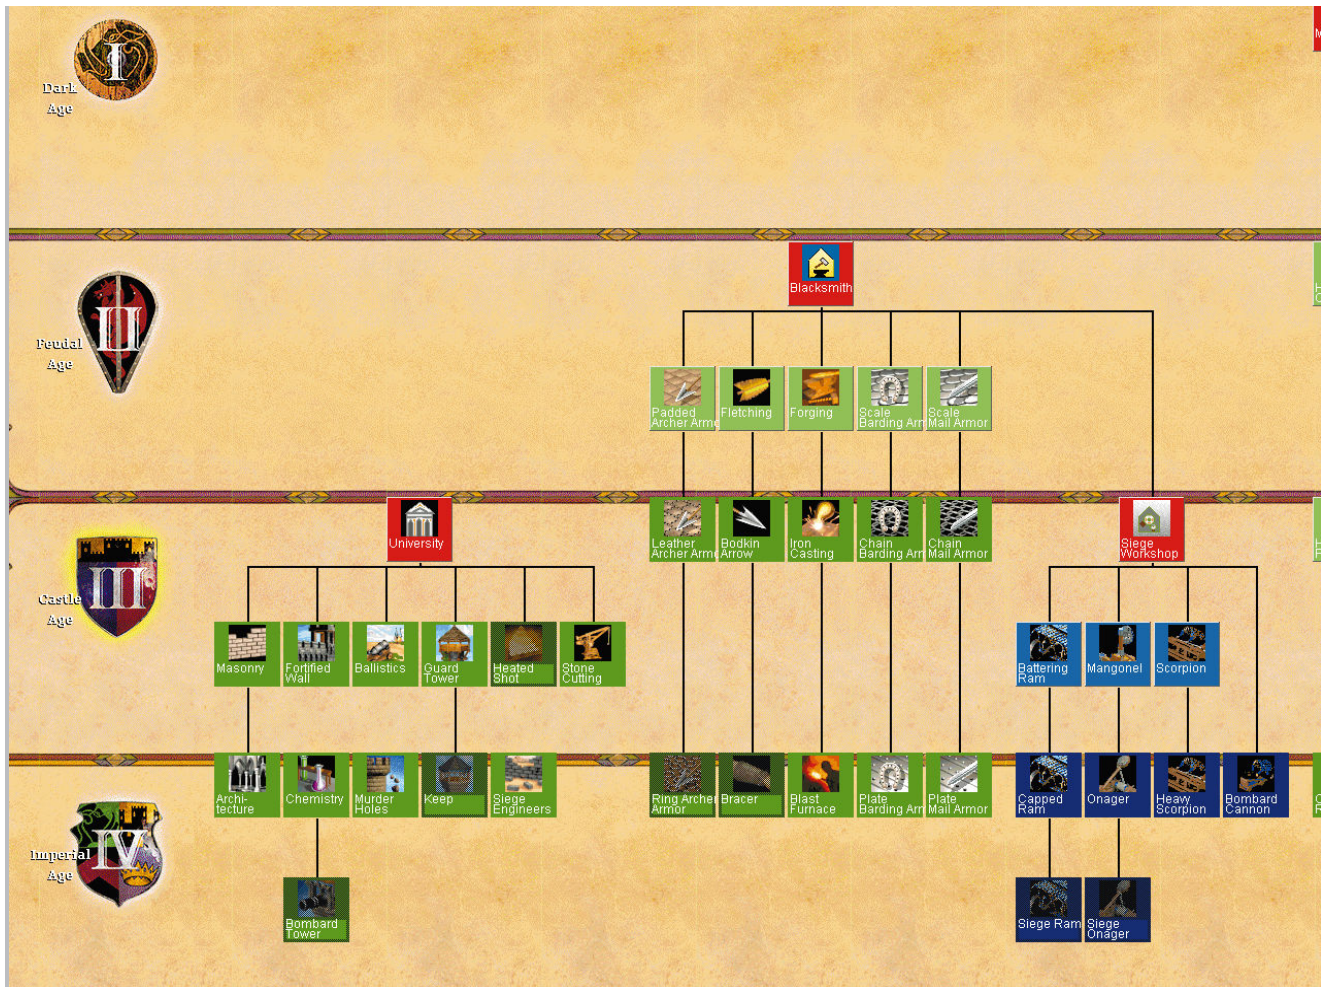 I
Dark
Age
Blacksmith
II
Feudal
Age
Padded
Archer Armo
Fletching
Forging
Scale
Barding Arm
Scale
Mail Armor
University
Leather
Archer Armo
Bodkin
Arrow
Iron
Casting
Chain
Barding Arm
Chain
Mail Armor
Siege
Workshop
III
Castle
Age
Masonry
Fortified
Wall
Ballistics
Guard
Tower
Heated
Shot
Stone
Cutting
Battering
Ram
Mangonel
Scorpion
IV
Imperial
Age
Archi-
tecture
Chemistry
Murder
Holes
Keep
Siege
Engineers
Ring Archer
Armor
Bracer
Blast
Furnace
Plate
Barding Arm
Plate
Mail Armor
Capped
Ram
Onager
Heavy
Scorpion
Bombard
Cannon
Bombard
Tower
Siege Ram
Siege
Onager